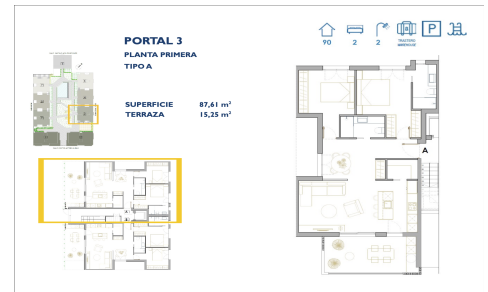 PORTAL 3
PLANTA PRIMERA
TIPO A
SUPERFICIE 87,61 m²
TERRAZA 15,25 m²
90
2
2
TRASTERO
P
A